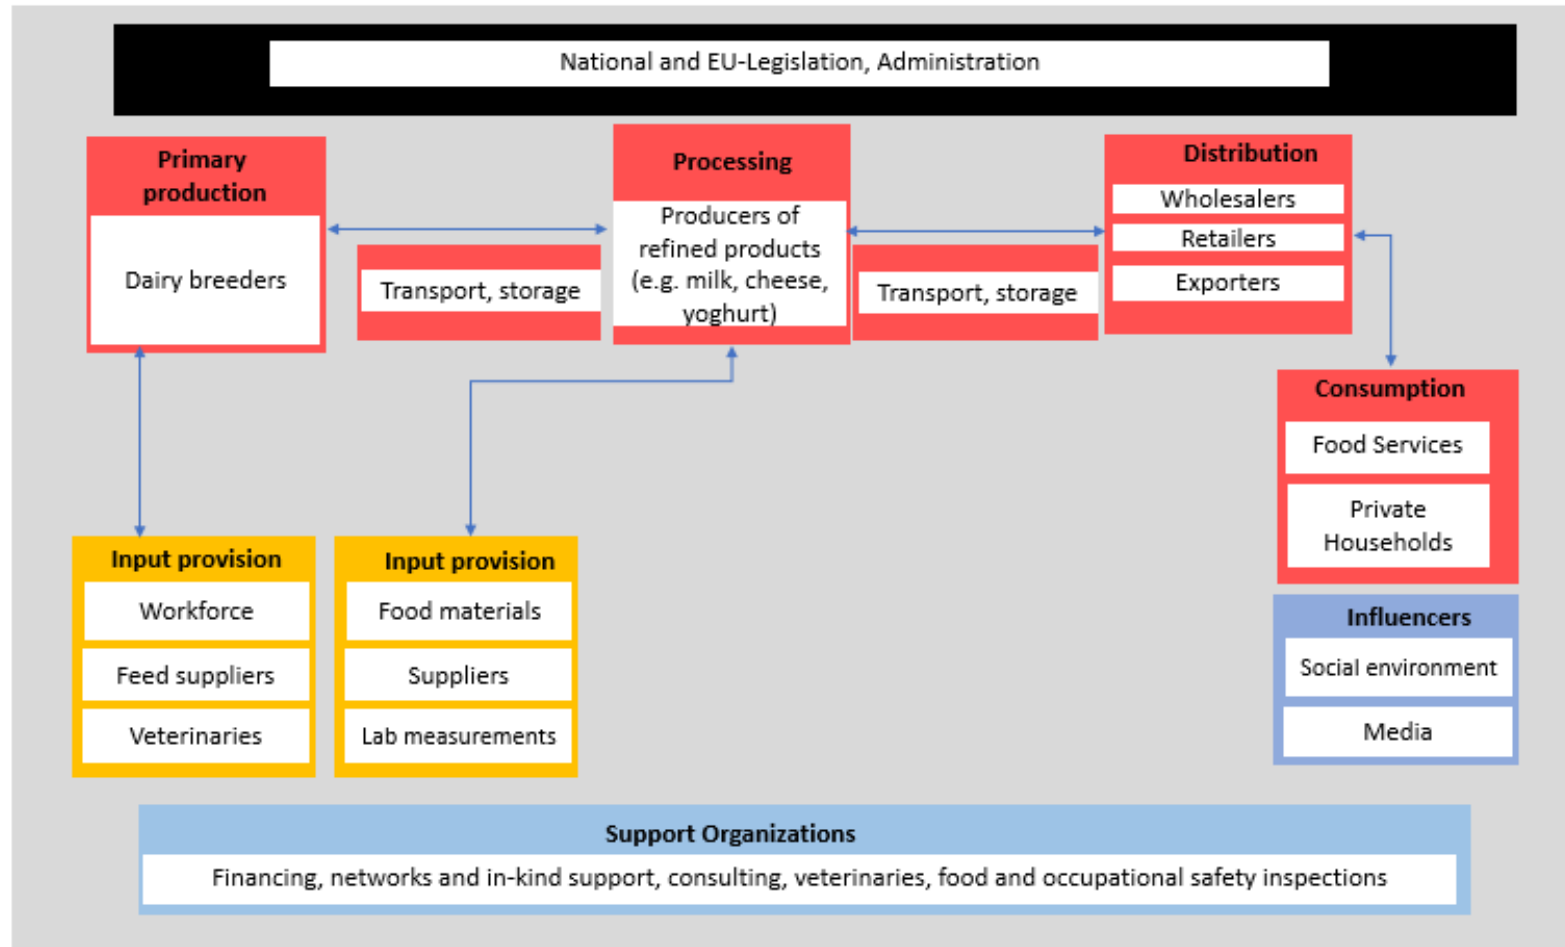 National and EU-Legislation, Administration
Primary
production
Dairy breeders
Transport, storage
Processing
Producers of
refined products
(e.g. milk, cheese,
yoghurt)
Transport, storage
Distribution
Wholesalers
Retailers
Exporters
Consumption
Food Services
Private
Households
Input provision
Workforce
Feed suppliers
Veterinaries
Input provision
Food materials
Suppliers
Lab measurements
Influencers
Social environment
Media
Support Organizations
Financing, networks and in-kind support, consulting, veterinaries, food and occupational safety inspections